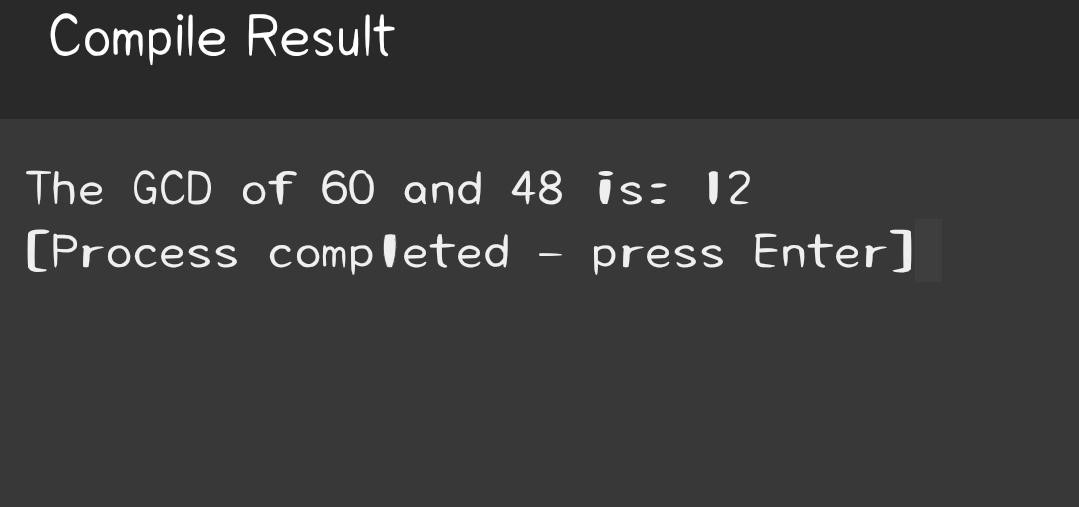 Compile Result
The GCD of 60 and 48 is: 12
[Process completed - press Enter]